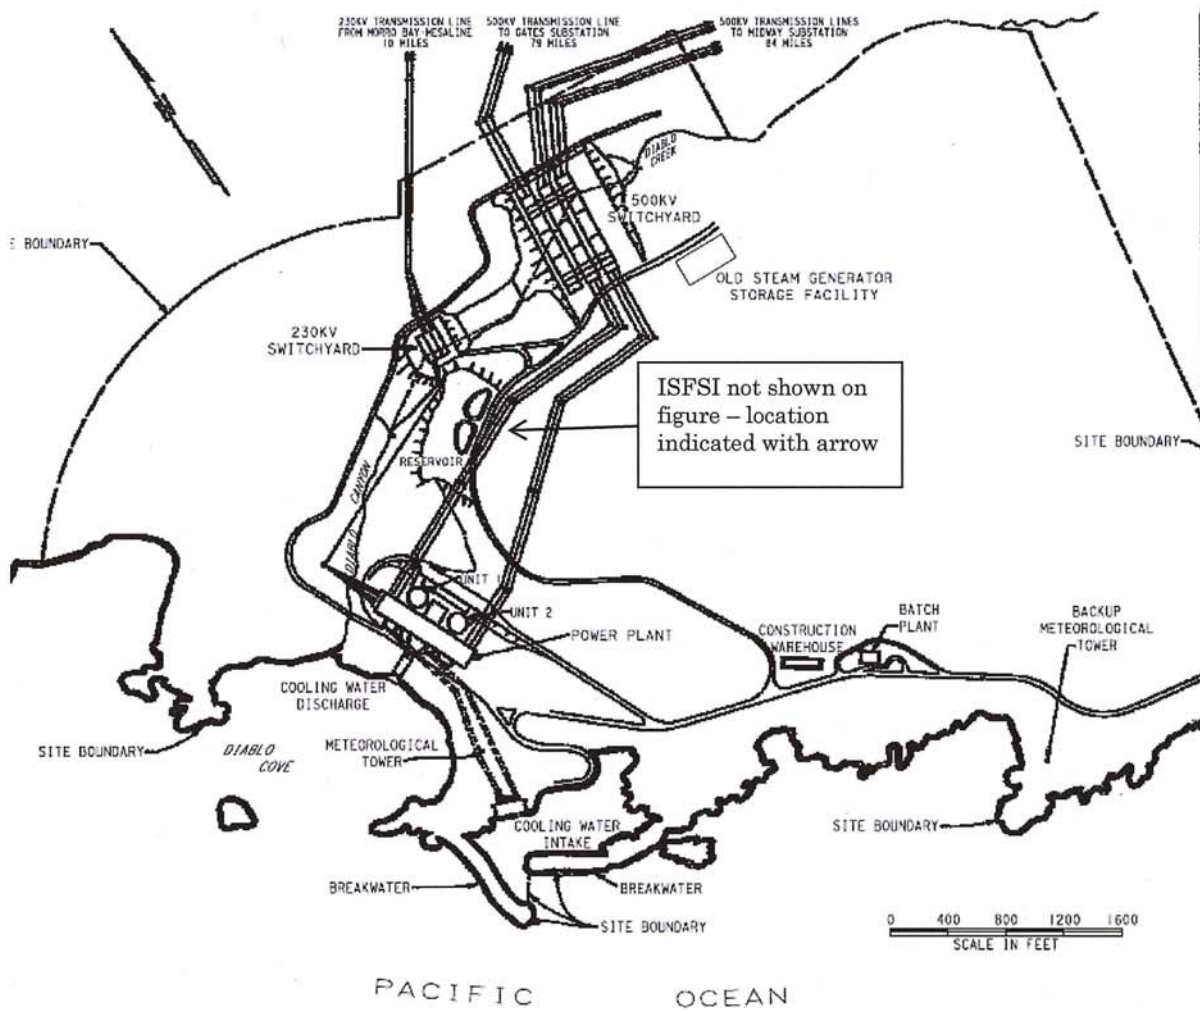 230KV TRANSMISSION LINE
FROM MORRO BAY-MESALINE
10 MILES
500KV TRANSMISSION LINE
TO GATES SUBSTATION
79 MILES
500KV TRANSMISSION LINES
TO MIDWAY SUBSTATION
84 MILES
DIABLO
CREEK
500KV
SWITCHYARD
E BOUNDARY
OLD STEAM GENERATOR
STORAGE FACILITY
230KV
SWITCHYARD
ISFSI not shown on
figure – location
indicated with arrow
SITE BOUNDARY
RESERVOIR
DIABLO CANYON
UNIT 1
UNIT 2
POWER PLANT
CONSTRUCTION
WAREHOUSE
BATCH
PLANT
BACKUP
METEOROLOGICAL
TOWER
COOLING WATER
DISCHARGE
SITE BOUNDARY
DIABLO
COVE
METEOROLOGICAL
TOWER
COOLING WATER
INTAKE
SITE BOUNDARY
BREAKWATER
BREAKWATER
SITE BOUNDARY
0 400 800 1200 1600
SCALE IN FEET
PACIFIC OCEAN